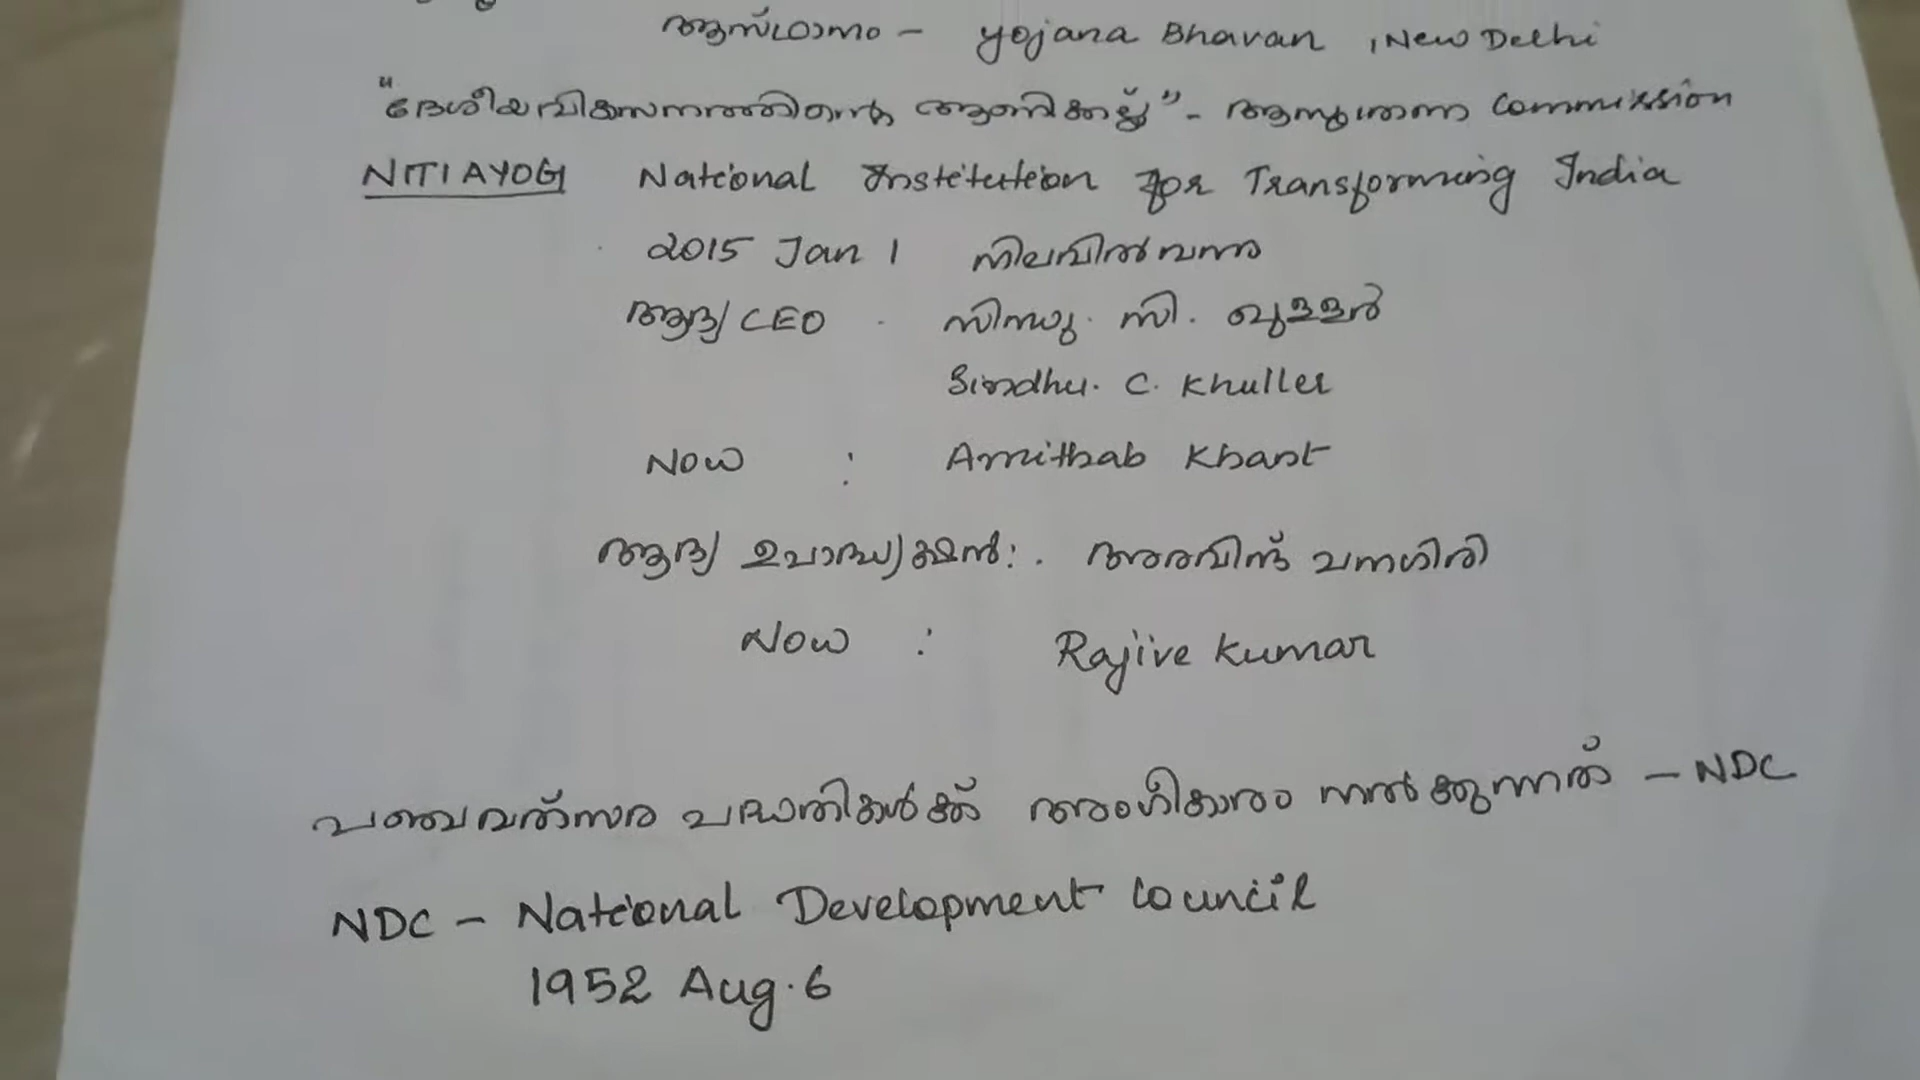 ആസ്ഥാനം - Yojana Bhavan, New Delhi
"ദേശീയ വികസനത്തിന്റെ ആണിക്കല്ല്" - ആസൂത്രണ Commission
NITI AYOG National Institution for Transforming India
2015 Jan 1 നിലവിൽ വന്നു
ആദ്യ CEO . സിന്ധു. സി. ഖുള്ളർ
Sindhu. C. Khuller
Now : Amithab Khant
ആദ്യ ഉപാദ്ധ്യക്ഷൻ: . അരവിന്ദ് പനഗിരി
Now : Rajive Kumar
പഞ്ചവത്സര പദ്ധതികൾക്ക് അംഗീകാരം നൽകുന്നത് - NDC
NDC - National Development Council
1952 Aug. 6